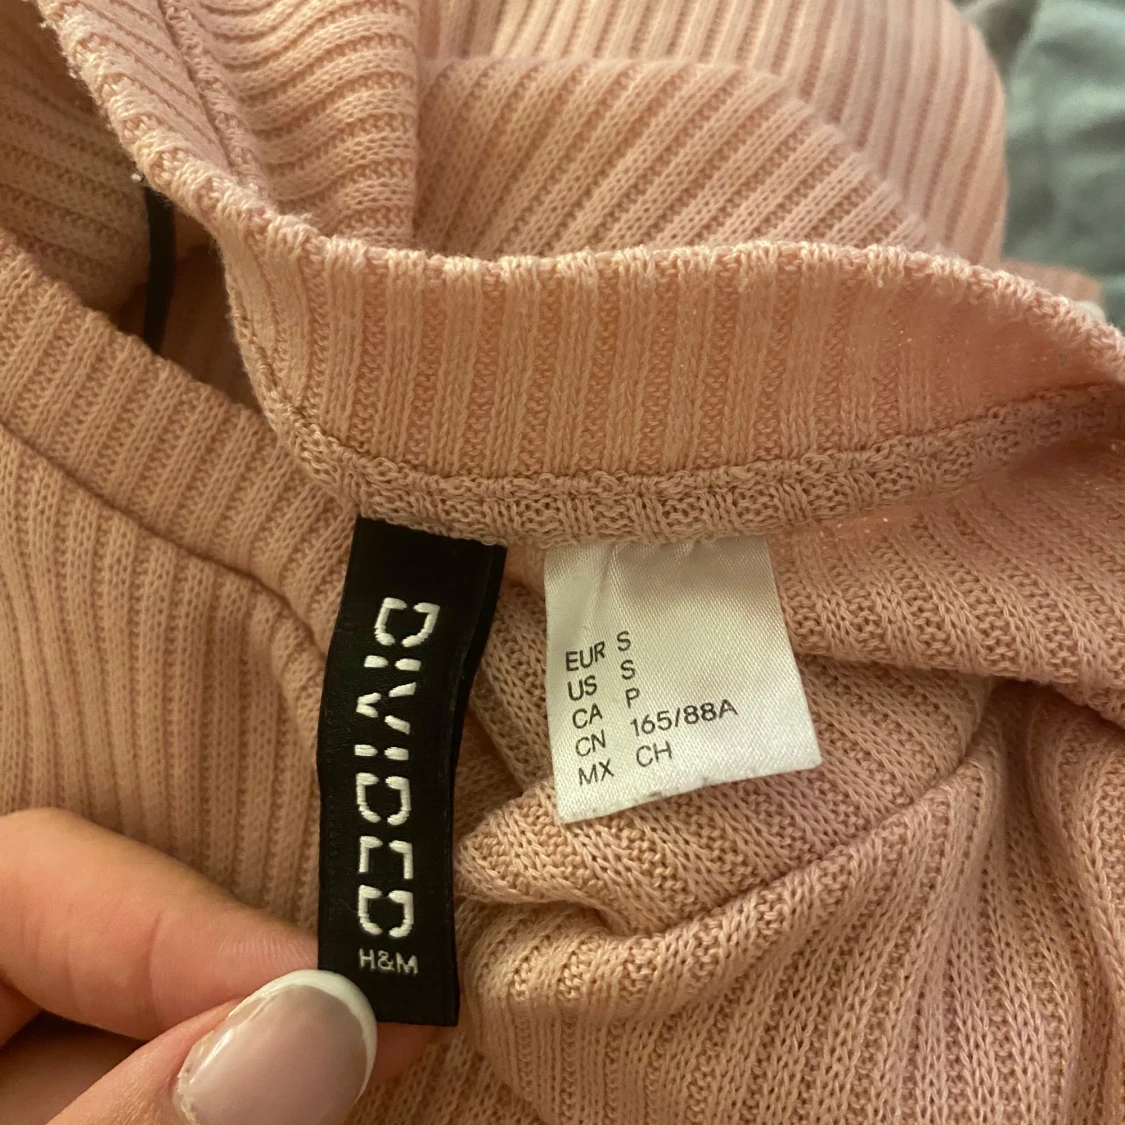 DIVIDED
H&M
EUR S
US S
CA P
CN 165/88A
MX CH